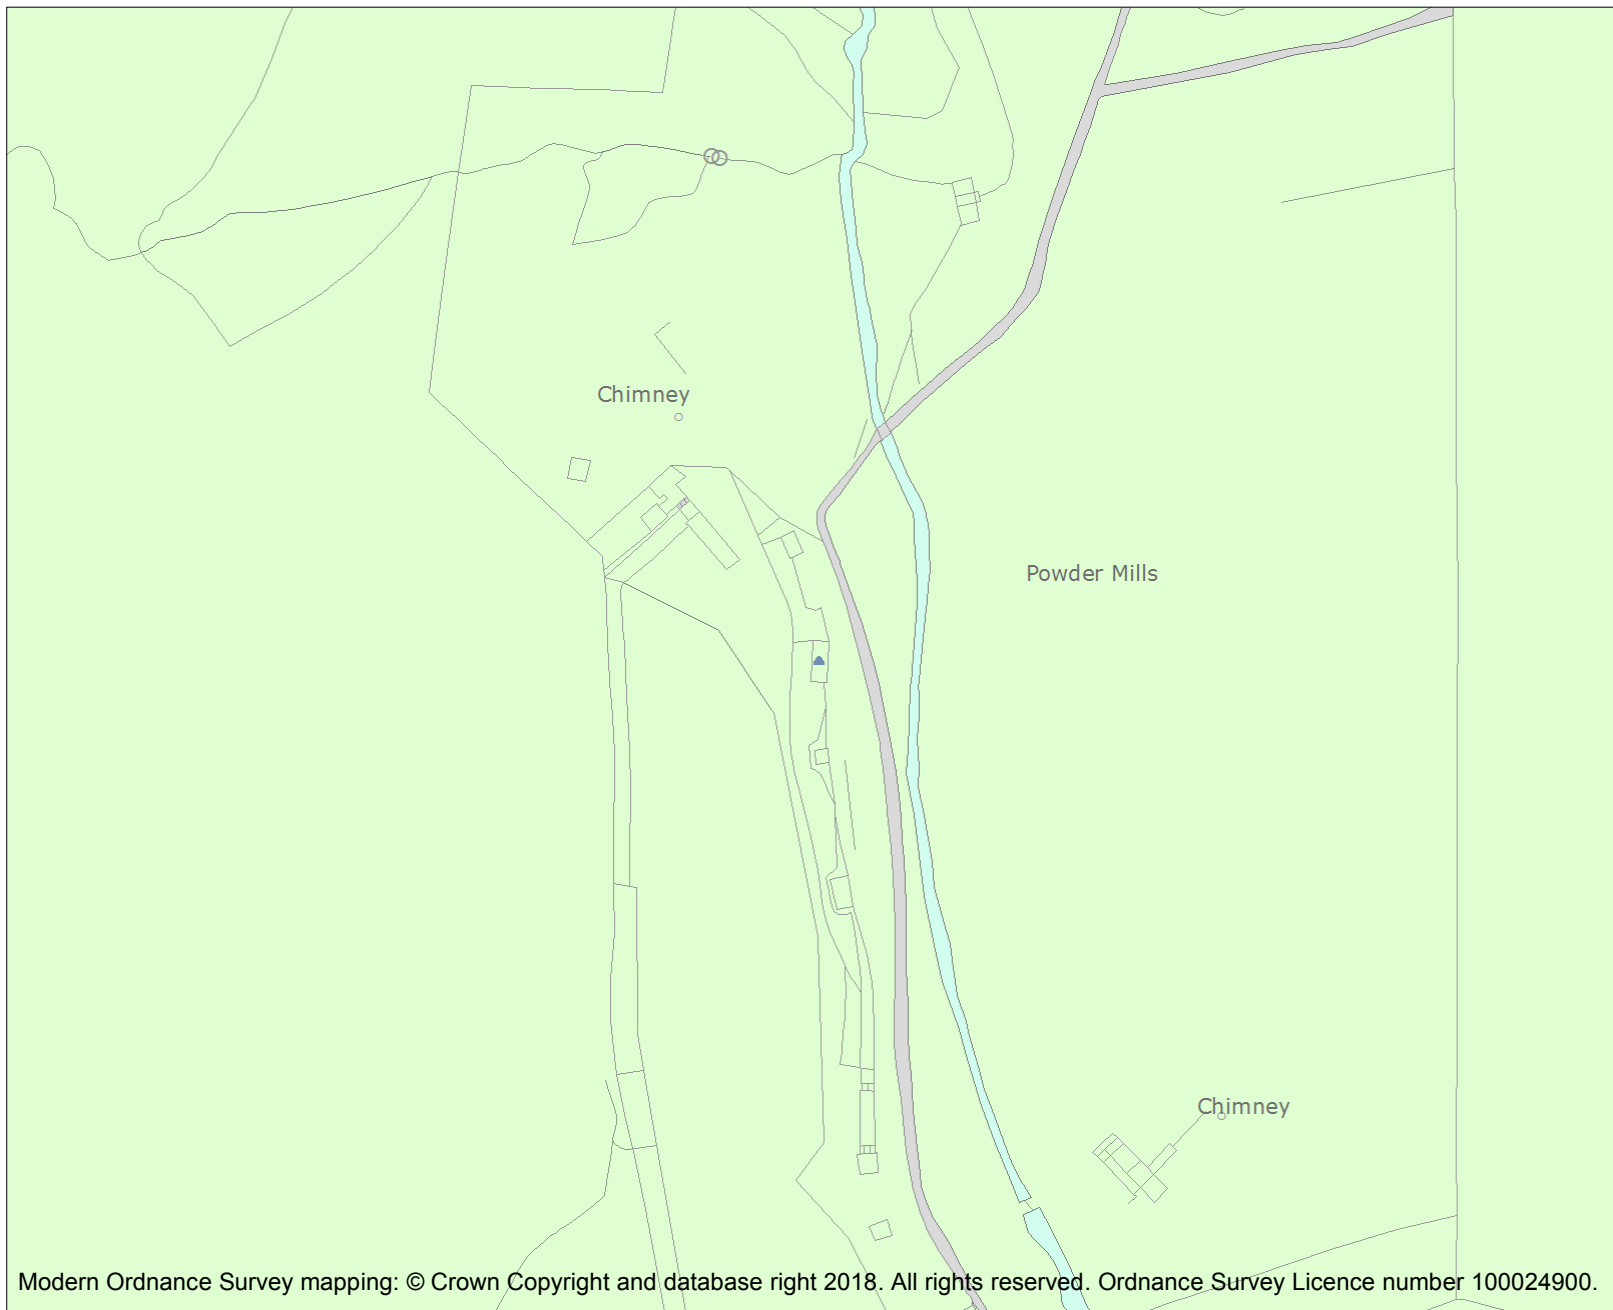 Chimney
Powder Mills
Chimney
Modern Ordnance Survey mapping: © Crown Copyright and database right 2018. All rights reserved. Ordnance Survey Licence number 100024900.